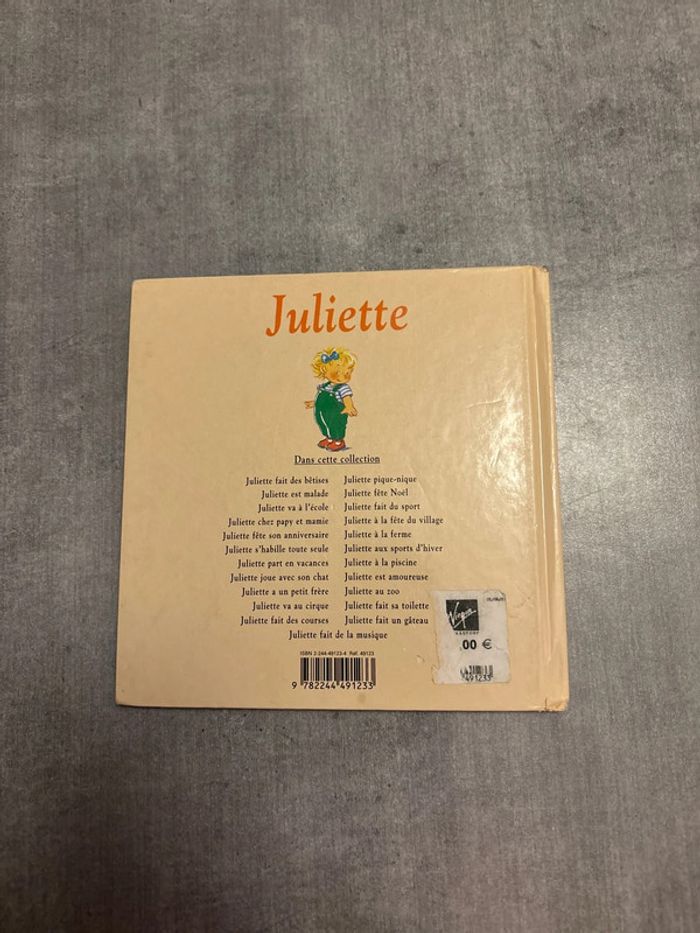 Juliette
Dans cette collection
Juliette fait des bêtises
Juliette est malade
Juliette va à l'école
Juliette chez papy et mamie
Juliette fête son anniversaire
Juliette s'habille toute seule
Juliette part en vacances
Juliette joue avec son chat
Juliette a un petit frère
Juliette va au cirque
Juliette fait des courses
Juliette pique-nique
Juliette fête Noël
Juliette fait du sport
Juliette à la fête du village
Juliette à la ferme
Juliette aux sports d'hiver
Juliette à la piscine
Juliette est amoureuse
Juliette au zoo
Juliette fait sa toilette
Juliette fait un gâteau
Juliette fait de la musique
ISBN 2-244-49123-4 Réf. 49123
9 782244 491233
Virgin
.00 €
491233